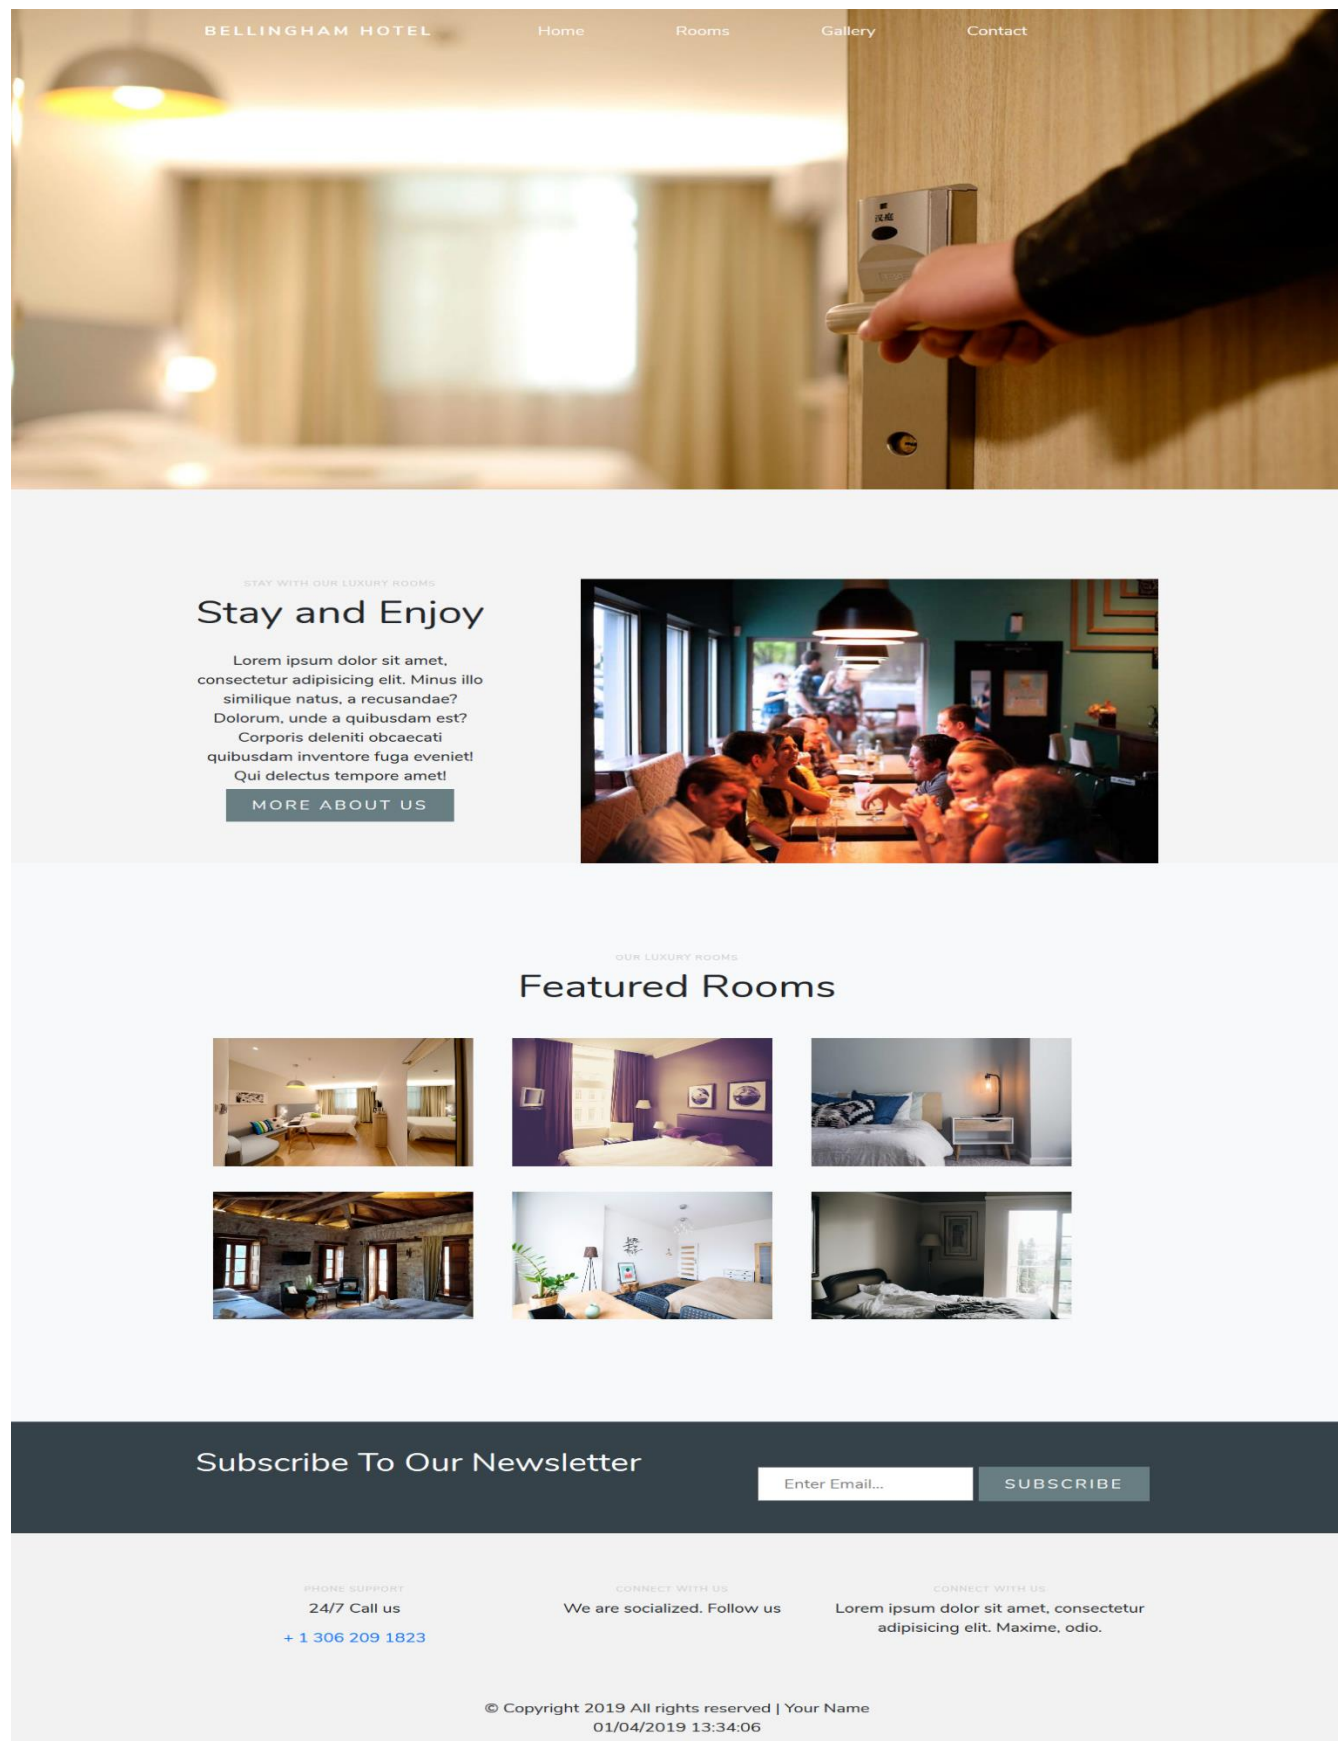 BELLINGHAM HOTEL Home Rooms Gallery Contact
STAY WITH OUR LUXURY ROOMS
Stay and Enjoy
Lorem ipsum dolor sit amet,
consectetur adipisicing elit. Minus illo
similique natus, a recusandae?
Dolorum, unde a quibusdam est?
Corporis deleniti obcaecati
quibusdam inventore fuga eveniet!
Qui delectus tempore amet!
MORE ABOUT US
OUR LUXURY ROOMS
Featured Rooms
Subscribe To Our Newsletter
Enter Email... SUBSCRIBE
PHONE SUPPORT
24/7 Call us
+ 1 306 209 1823
CONNECT WITH US
We are socialized. Follow us
CONNECT WITH US
Lorem ipsum dolor sit amet, consectetur
adipisicing elit. Maxime, odio.
© Copyright 2019 All rights reserved | Your Name
01/04/2019 13:34:06